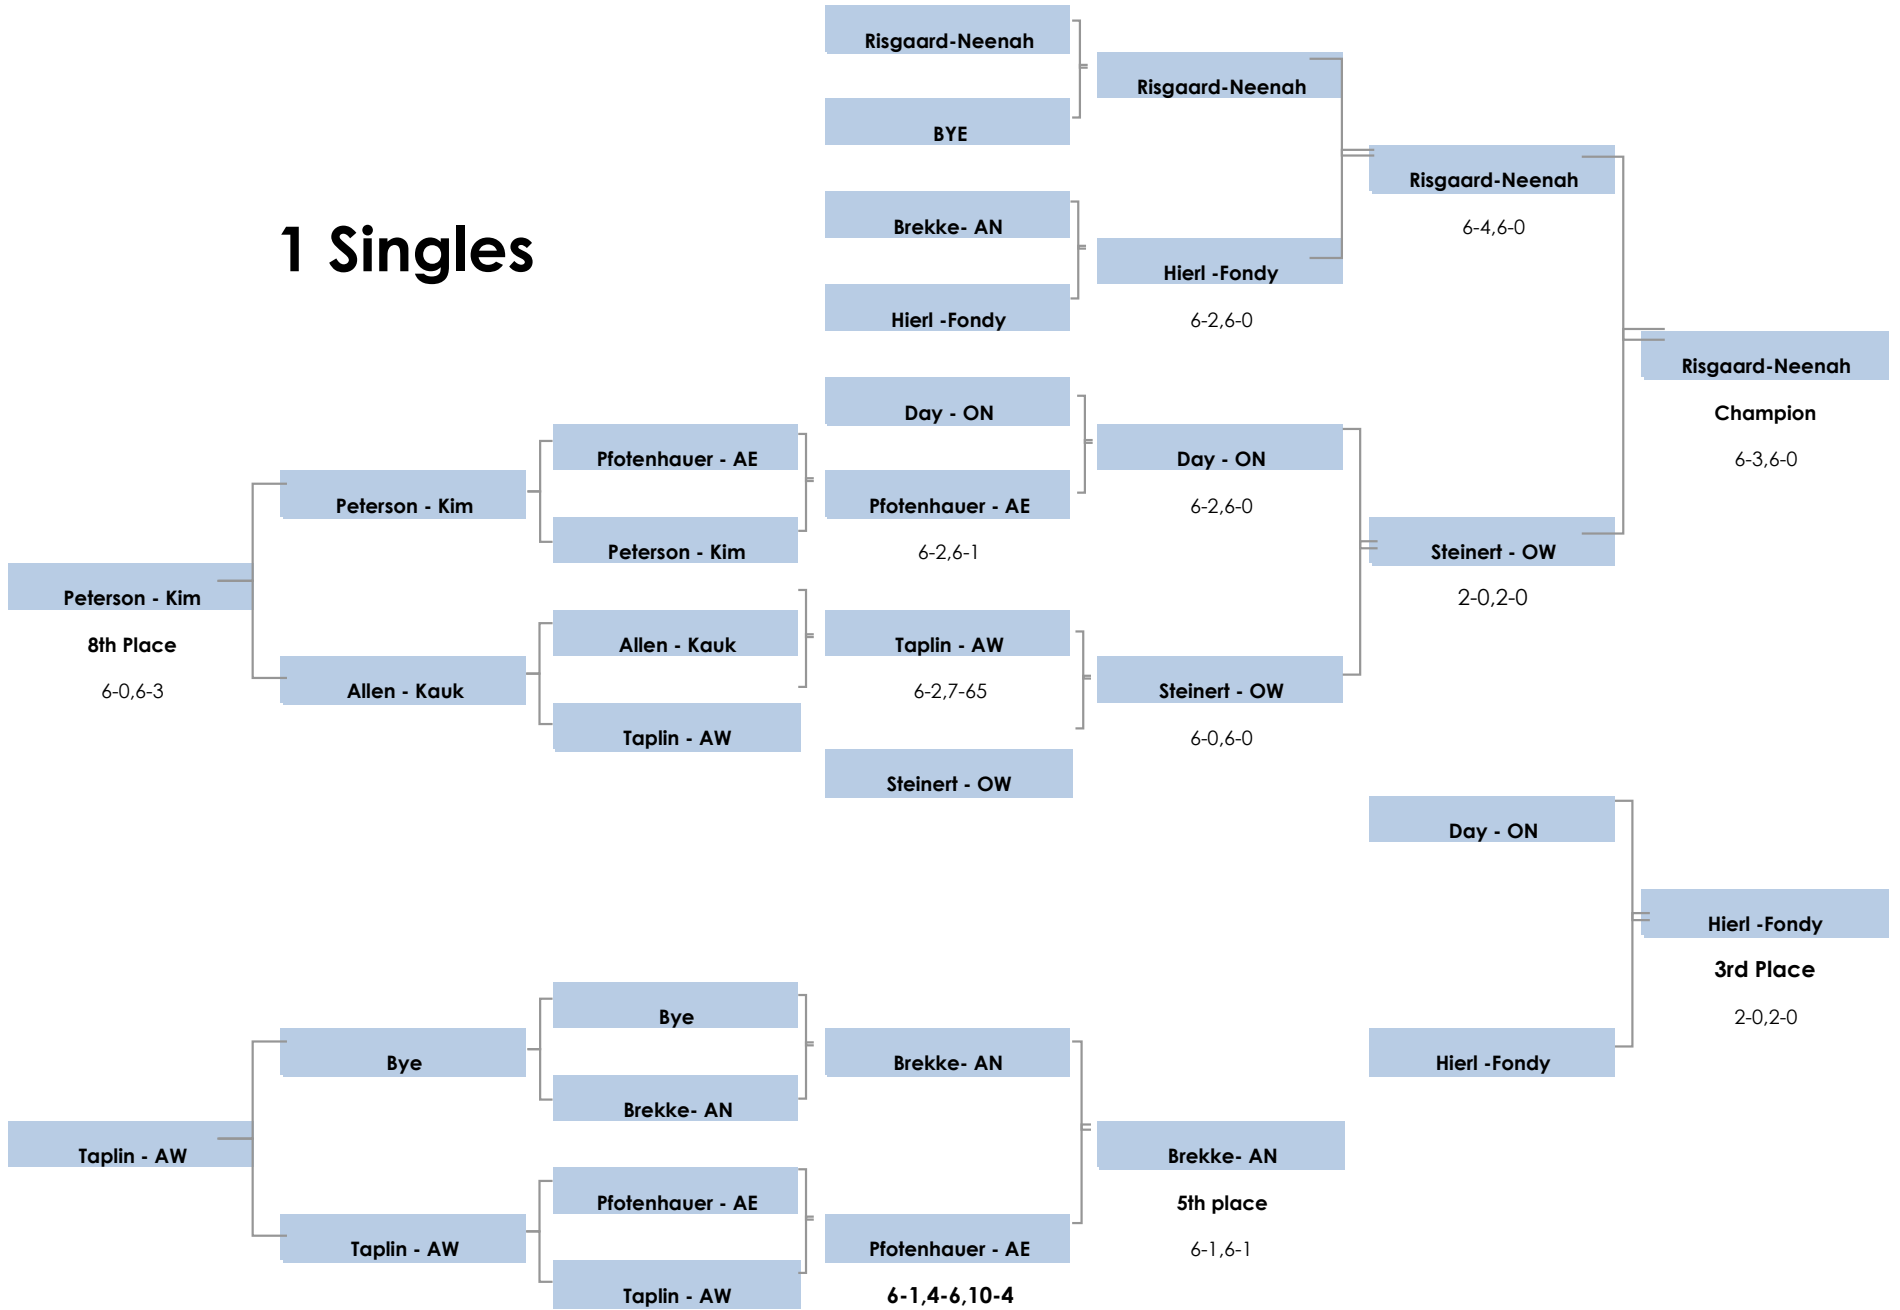 Risgaard-Neenah
Risgaard-Neenah
BYE
Risgaard-Neenah
Brekke- AN
6-4,6-0
1 Singles
Hierl -Fondy
Hierl -Fondy
6-2,6-0
Risgaard-Neenah
Day - ON
Champion
Pfotenhauer - AE
Day - ON
6-3,6-0
Peterson - Kim
Pfotenhauer - AE
6-2,6-0
Peterson - Kim
6-2,6-1
Steinert - OW
Peterson - Kim
2-0,2-0
8th Place
Allen - Kauk
Taplin - AW
6-0,6-3
Allen - Kauk
6-2,7-65
Steinert - OW
Taplin - AW
6-0,6-0
Steinert - OW
Day - ON
Hierl -Fondy
3rd Place
Bye
2-0,2-0
Bye
Brekke- AN
Hierl -Fondy
Brekke- AN
Taplin - AW
Brekke- AN
Pfotenhauer - AE
5th place
Taplin - AW
Pfotenhauer - AE
6-1,6-1
Taplin - AW
6-1,4-6,10-4